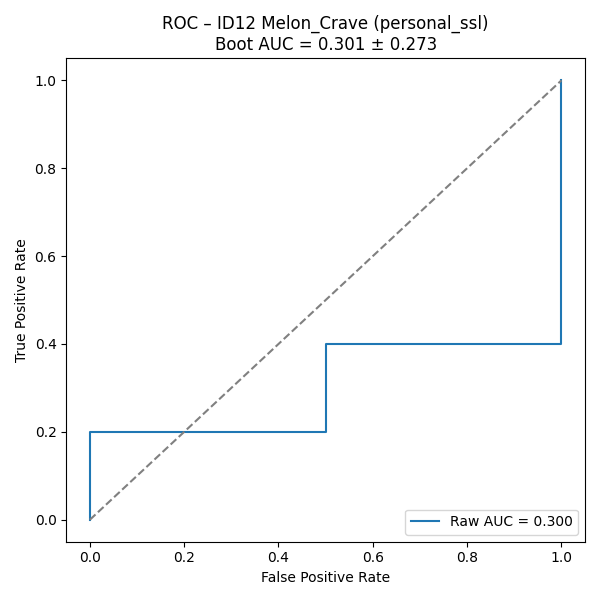 ROC – ID12 Melon_Crave (personal_ssl)
Boot AUC = 0.301 ± 0.273
True Positive Rate
1.0
0.8
0.6
0.4
0.2
0.0
Raw AUC = 0.300
0.0 0.2 0.4 0.6 0.8 1.0
False Positive Rate